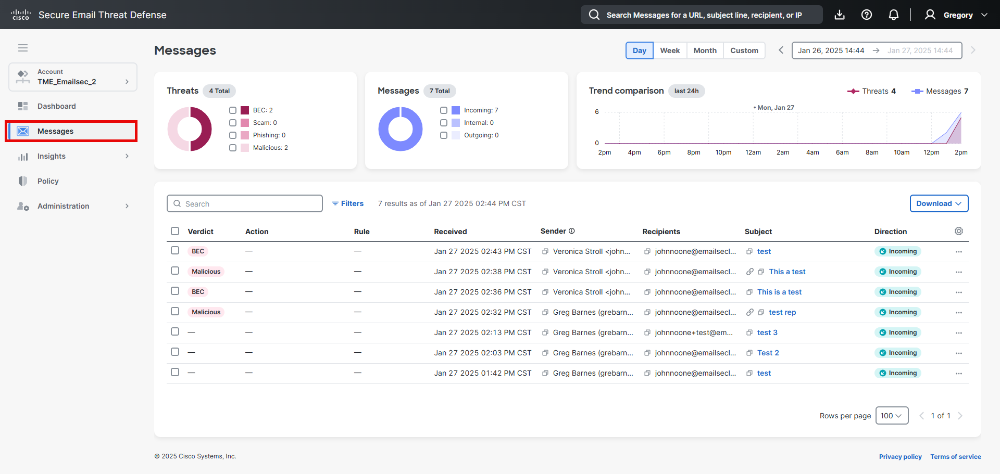 cisco
Secure Email Threat Defense
Search Messages for a URL, subject line, recipient, or IP
Gregory
Account
TME_Emailsec_2
Dashboard
Messages
Insights
Policy
Administration
Messages
Day Week Month Custom
Jan 26, 2025 14:44 → Jan 27, 2025 14:44
Threats 4 Total
BEC: 2
Scam: 0
Phishing: 0
Malicious: 2
Messages 7 Total
Incoming: 7
Internal: 0
Outgoing: 0
Trend comparison last 24h
Threats 4 Messages 7
• Mon, Jan 27
6
0
2pm 4pm 6pm 8pm 10pm 12am 2am 4am 6am 8am 10am 12pm 2pm
Search
Filters
7 results as of Jan 27 2025 02:44 PM CST
Download
Verdict Action Rule Received Sender Recipients Subject Direction
BEC — — Jan 27 2025 02:43 PM CST Veronica Stroll <john... johnnoone@emailsecl... test Incoming ...
Malicious — — Jan 27 2025 02:38 PM CST Veronica Stroll <john... johnnoone@emailsecl... This a test Incoming ...
BEC — — Jan 27 2025 02:36 PM CST Veronica Stroll <john... johnnoone@emailsecl... This is a test Incoming ...
Malicious — — Jan 27 2025 02:32 PM CST Greg Barnes (grebarn... johnnoone@emailsecl... test rep Incoming ...
— — — Jan 27 2025 02:13 PM CST Greg Barnes (grebarn... johnnoone+test@em... test 3 Incoming ...
— — — Jan 27 2025 02:03 PM CST Greg Barnes (grebarn... johnnoone@emailsecl... Test 2 Incoming ...
— — — Jan 27 2025 01:42 PM CST Greg Barnes (grebarn... johnnoone@emailsecl... test Incoming ...
Rows per page 100 1 of 1
© 2025 Cisco Systems, Inc.
Privacy policy Terms of service